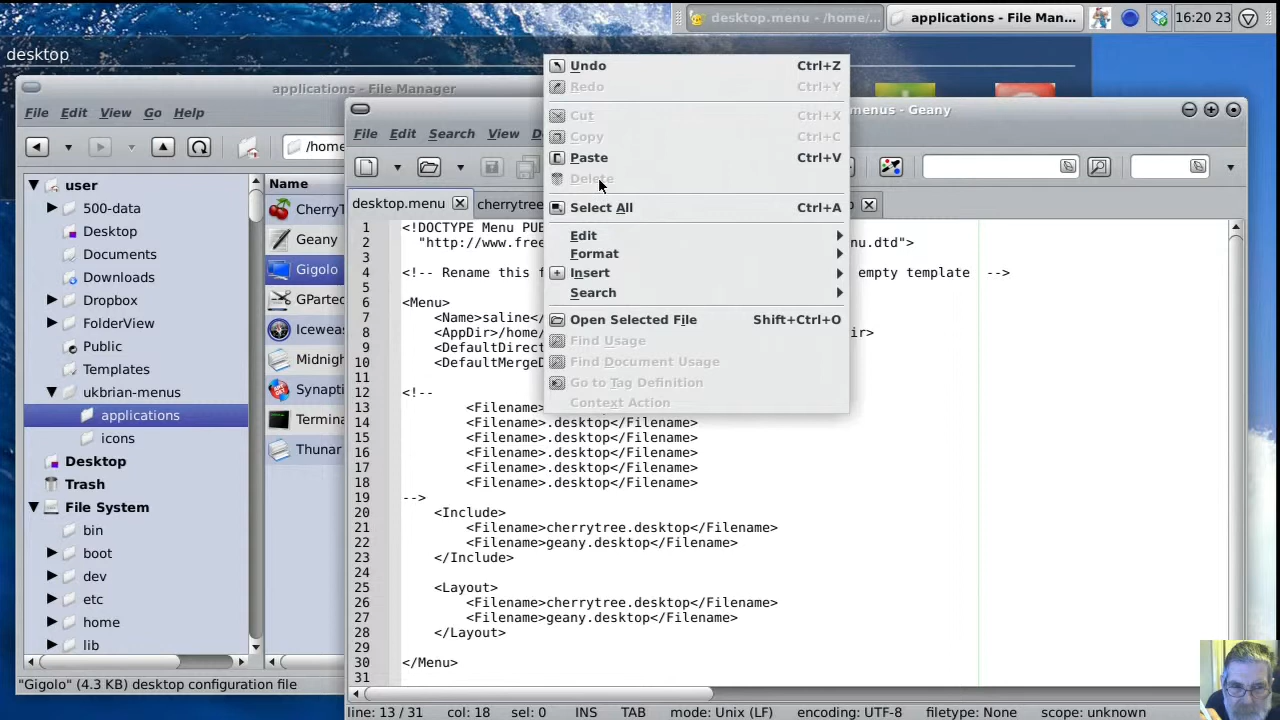 desktop.menu - /home/...
applications - File Man...
16:20 23
desktop
applications - File Manager
File Edit View Go Help
/home
user
500-data
Desktop
Documents
Downloads
Dropbox
FolderView
Public
Templates
ukbrian-menus
applications
icons
Desktop
Trash
File System
bin
boot
dev
etc
home
lib
Name
CherryT
Geany
Gigolo
GParted
Icewea
Midnigh
Synapti
Termina
Thunar
"Gigolo" (4.3 KB) desktop configuration file
menus - Geany
File Edit Search View D
desktop.menu
cherrytree
1 <!DOCTYPE Menu PUB
2 "http://www.free nu.dtd">
3
4 <!-- Rename this f empty template -->
5
6 <Menu>
7 <Name>saline</
8 <AppDir>/home/ ir>
9 <DefaultDirect
10 <DefaultMergeD
11
12 <!--
13 <Filename>
14 <Filename>.desktop</Filename>
15 <Filename>.desktop</Filename>
16 <Filename>.desktop</Filename>
17 <Filename>.desktop</Filename>
18 <Filename>.desktop</Filename>
19 -->
20 <Include>
21 <Filename>cherrytree.desktop</Filename>
22 <Filename>geany.desktop</Filename>
23 </Include>
24
25 <Layout>
26 <Filename>cherrytree.desktop</Filename>
27 <Filename>geany.desktop</Filename>
28 </Layout>
29
30 </Menu>
31
Undo Ctrl+Z
Redo Ctrl+Y
Cut Ctrl+X
Copy Ctrl+C
Paste Ctrl+V
Delete
Select All Ctrl+A
Edit
Format
Insert
Search
Open Selected File Shift+Ctrl+O
Find Usage
Find Document Usage
Go to Tag Definition
Context Action
line: 13 / 31 col: 18 sel: 0 INS TAB mode: Unix (LF) encoding: UTF-8 filetype: None scope: unknown